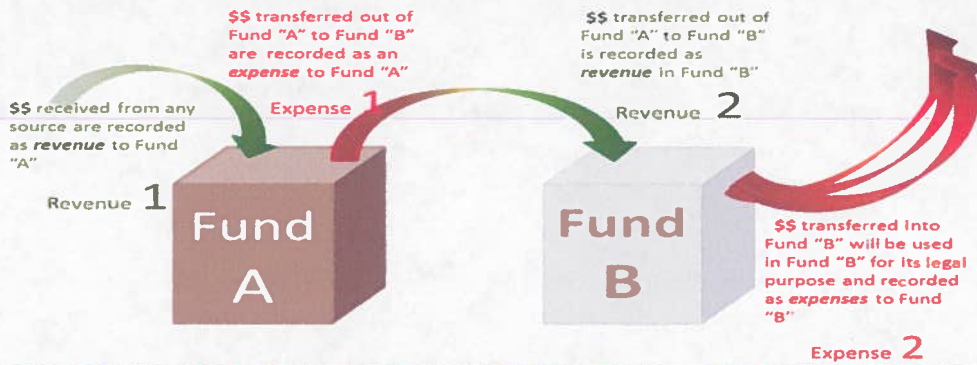 $$ received from any
source are recorded
as revenue to Fund
"A"
Revenue 1
$$ transferred out of
Fund "A" to Fund "B"
are recorded as an
expense to Fund "A"
Expense 1
$$ transferred out of
Fund "A" to Fund "B"
is recorded as
revenue in Fund "B"
Revenue 2
Fund
A
Fund
B
$$ transferred into
Fund "B" will be used
in Fund "B" for its legal
purpose and recorded
as expenses to Fund
"B"
Expense 2